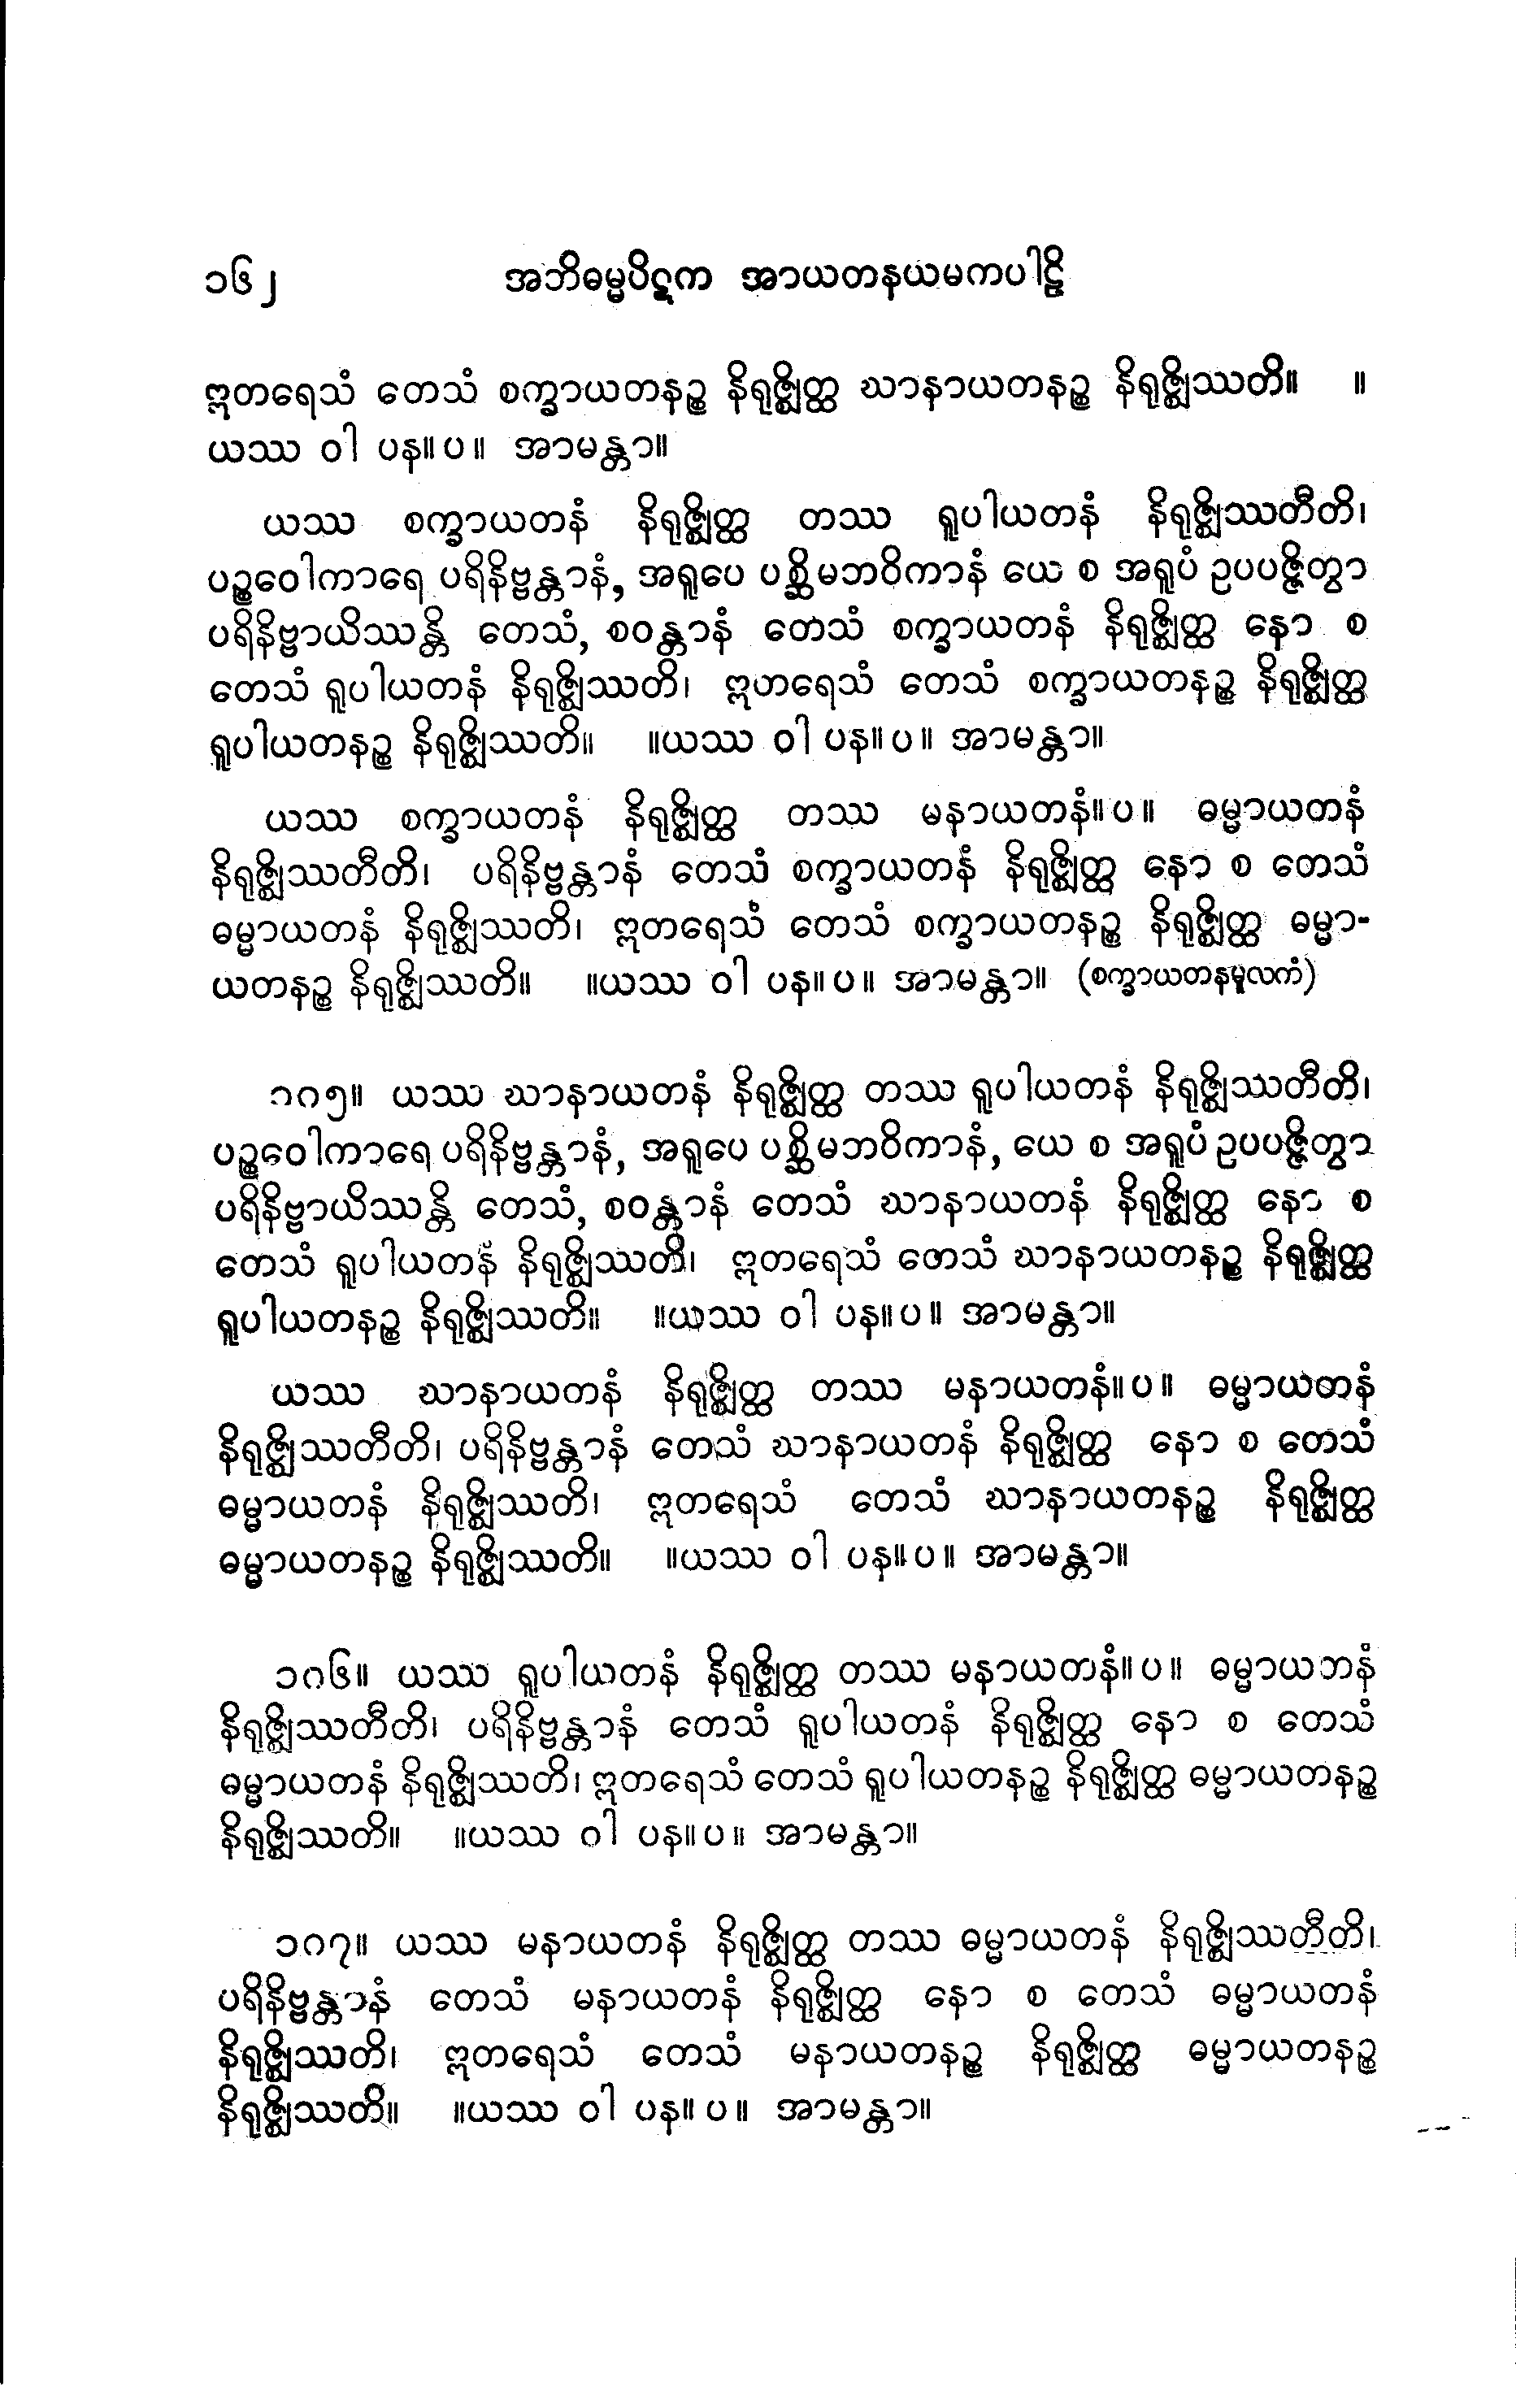 ၁၆၂ အဘိဓမ္မပိဋက အာယတနယမကပါဠိ
ဣတရေသံ တေသံ စက္ခာယတနဉ္စ နိရုဇ္ဈိတ္ထ ဃာနာယတနဉ္စ နိရုဇ္ဈိဿတိ။ ။
ယဿ ဝါ ပန။ပ။ အာမန္တာ။
ယဿ စက္ခာယတနံ နိရုဇ္ဈိတ္ထ တဿ ရူပါယတနံ နိရုဇ္ဈိဿတီတိ၊
ပဉ္စဝေါကာရေ ပရိနိဗ္ဗန္တာနံ, အရူပေ ပစ္ဆိမဘဝိကာနံ ယေ စ အရူပံ ဥပပဇ္ဇိတွာ
ပရိနိဗ္ဗာယိဿန္တိ တေသံ, စဝန္တာနံ တေသံ စက္ခာယတနံ နိရုဇ္ဈိတ္ထ နော စ
တေသံ ရူပါယတနံ နိရုဇ္ဈိဿတိ၊ ဣတရေသံ တေသံ စက္ခာယတနဉ္စ နိရုဇ္ဈိတ္ထ
ရူပါယတနဉ္စ နိရုဇ္ဈိဿတိ။ ။ယဿ ဝါ ပန။ပ။ အာမန္တာ။
ယဿ စက္ခာယတနံ နိရုဇ္ဈိတ္ထ တဿ မနာယတနံ။ပ။ ဓမ္မာယတနံ
နိရုဇ္ဈိဿတီတိ၊ ပရိနိဗ္ဗန္တာနံ တေသံ စက္ခာယတနံ နိရုဇ္ဈိတ္ထ နော စ တေသံ
ဓမ္မာယတနံ နိရုဇ္ဈိဿတိ၊ ဣတရေသံ တေသံ စက္ခာယတနဉ္စ နိရုဇ္ဈိတ္ထ ဓမ္မာ-
ယတနဉ္စ နိရုဇ္ဈိဿတိ။ ။ယဿ ဝါ ပန။ပ။ အာမန္တာ။ (စက္ခာယတနမူလကံ)
၁၀၅။ ယဿ ဃာနာယတနံ နိရုဇ္ဈိတ္ထ တဿ ရူပါယတနံ နိရုဇ္ဈိဿတီတိ၊
ပဉ္စဝေါကာရေ ပရိနိဗ္ဗန္တာနံ, အရူပေ ပစ္ဆိမဘဝိကာနံ, ယေ စ အရူပံ ဥပပဇ္ဇိတွာ
ပရိနိဗ္ဗာယိဿန္တိ တေသံ, စဝန္တာနံ တေသံ ဃာနာယတနံ နိရုဇ္ဈိတ္ထ နော စ
တေသံ ရူပါယတနံ နိရုဇ္ဈိဿတိ၊ ဣတရေသံ တေသံ ဃာနာယတနဉ္စ နိရုဇ္ဈိတ္ထ
ရူပါယတနဉ္စ နိရုဇ္ဈိဿတိ။ ။ယဿ ဝါ ပန။ပ။ အာမန္တာ။
ယဿ ဃာနာယတနံ နိရုဇ္ဈိတ္ထ တဿ မနာယတနံ။ပ။ ဓမ္မာယတနံ
နိရုဇ္ဈိဿတီတိ၊ ပရိနိဗ္ဗန္တာနံ တေသံ ဃာနာယတနံ နိရုဇ္ဈိတ္ထ နော စ တေသံ
ဓမ္မာယတနံ နိရုဇ္ဈိဿတိ၊ ဣတရေသံ တေသံ ဃာနာယတနဉ္စ နိရုဇ္ဈိတ္ထ
ဓမ္မာယတနဉ္စ နိရုဇ္ဈိဿတိ။ ။ယဿ ဝါ ပန။ပ။ အာမန္တာ။
၁၀၆။ ယဿ ရူပါယတနံ နိရုဇ္ဈိတ္ထ တဿ မနာယတနံ။ပ။ ဓမ္မာယတနံ
နိရုဇ္ဈိဿတီတိ၊ ပရိနိဗ္ဗန္တာနံ တေသံ ရူပါယတနံ နိရုဇ္ဈိတ္ထ နော စ တေသံ
ဓမ္မာယတနံ နိရုဇ္ဈိဿတိ၊ ဣတရေသံ တေသံ ရူပါယတနဉ္စ နိရုဇ္ဈိတ္ထ ဓမ္မာယတနဉ္စ
နိရုဇ္ဈိဿတိ။ ။ယဿ ဝါ ပန။ပ။ အာမန္တာ။
၁၀၇။ ယဿ မနာယတနံ နိရုဇ္ဈိတ္ထ တဿ ဓမ္မာယတနံ နိရုဇ္ဈိဿတီတိ၊
ပရိနိဗ္ဗန္တာနံ တေသံ မနာယတနံ နိရုဇ္ဈိတ္ထ နော စ တေသံ ဓမ္မာယတနံ
နိရုဇ္ဈိဿတိ၊ ဣတရေသံ တေသံ မနာယတနဉ္စ နိရုဇ္ဈိတ္ထ ဓမ္မာယတနဉ္စ
နိရုဇ္ဈိဿတိ။ ။ယဿ ဝါ ပန။ပ။ အာမန္တာ။